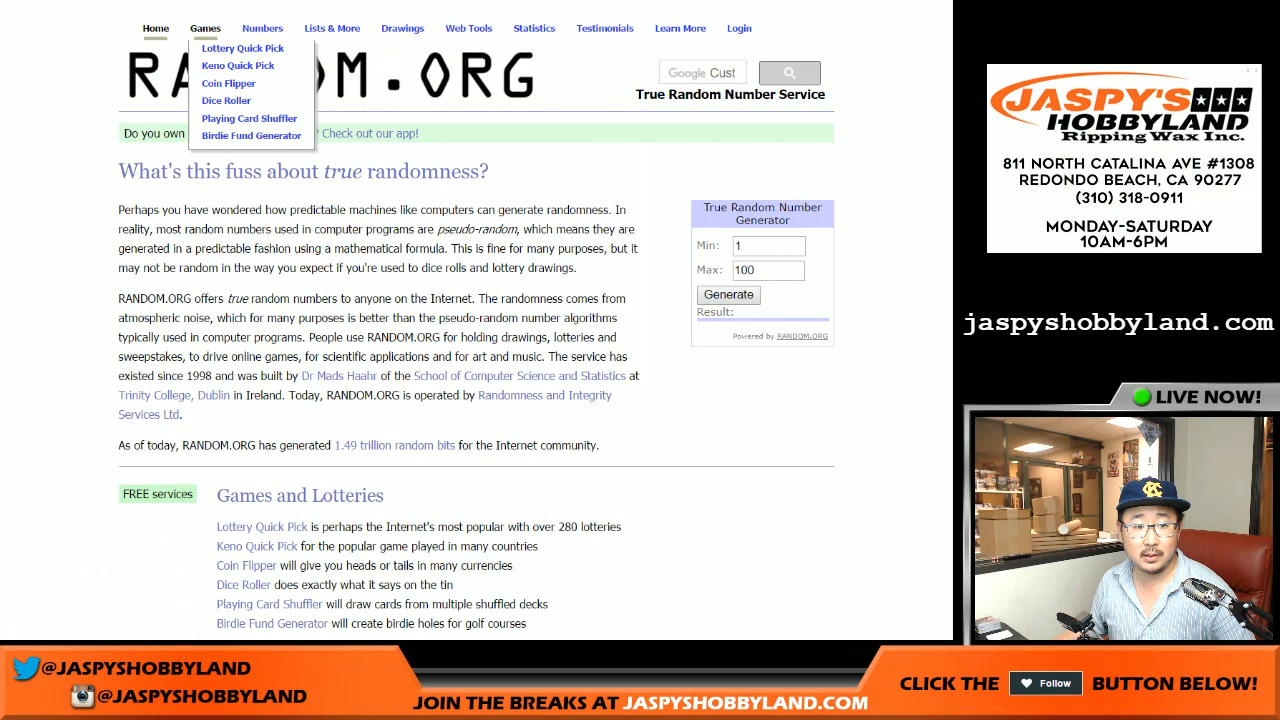 Home Games Numbers Lists & More Drawings Web Tools Statistics Testimonials Learn More Login
Lottery Quick Pick
Keno Quick Pick
Coin Flipper
Dice Roller
Playing Card Shuffler
Birdie Fund Generator
M.ORG
Google Cust
True Random Number Service
Do you own ? Check out our app!
What's this fuss about true randomness?
Perhaps you have wondered how predictable machines like computers can generate randomness. In
reality, most random numbers used in computer programs are pseudo-random, which means they are
generated in a predictable fashion using a mathematical formula. This is fine for many purposes, but it
may not be random in the way you expect if you're used to dice rolls and lottery drawings.
RANDOM.ORG offers true random numbers to anyone on the Internet. The randomness comes from
atmospheric noise, which for many purposes is better than the pseudo-random number algorithms
typically used in computer programs. People use RANDOM.ORG for holding drawings, lotteries and
sweepstakes, to drive online games, for scientific applications and for art and music. The service has
existed since 1998 and was built by Dr Mads Haahr of the School of Computer Science and Statistics at
Trinity College, Dublin in Ireland. Today, RANDOM.ORG is operated by Randomness and Integrity
Services Ltd.
As of today, RANDOM.ORG has generated 1.49 trillion random bits for the Internet community.
True Random Number
Generator
Min: 1
Max: 100
Generate
Result:
Powered by RANDOM.ORG
FREE services
Games and Lotteries
Lottery Quick Pick is perhaps the Internet's most popular with over 280 lotteries
Keno Quick Pick for the popular game played in many countries
Coin Flipper will give you heads or tails in many currencies
Dice Roller does exactly what it says on the tin
Playing Card Shuffler will draw cards from multiple shuffled decks
Birdie Fund Generator will create birdie holes for golf courses
JASPY'S
HOBBYLAND
Ripping Wax Inc.
811 NORTH CATALINA AVE #1308
REDONDO BEACH, CA 90277
(310) 318-0911
MONDAY-SATURDAY
10AM-6PM
jaspyshobbyland.com
LIVE NOW!
@JASPYSHOBBYLAND
@JASPYSHOBBYLAND
JOIN THE BREAKS AT JASPYSHOBBYLAND.COM
CLICK THE Follow BUTTON BELOW!